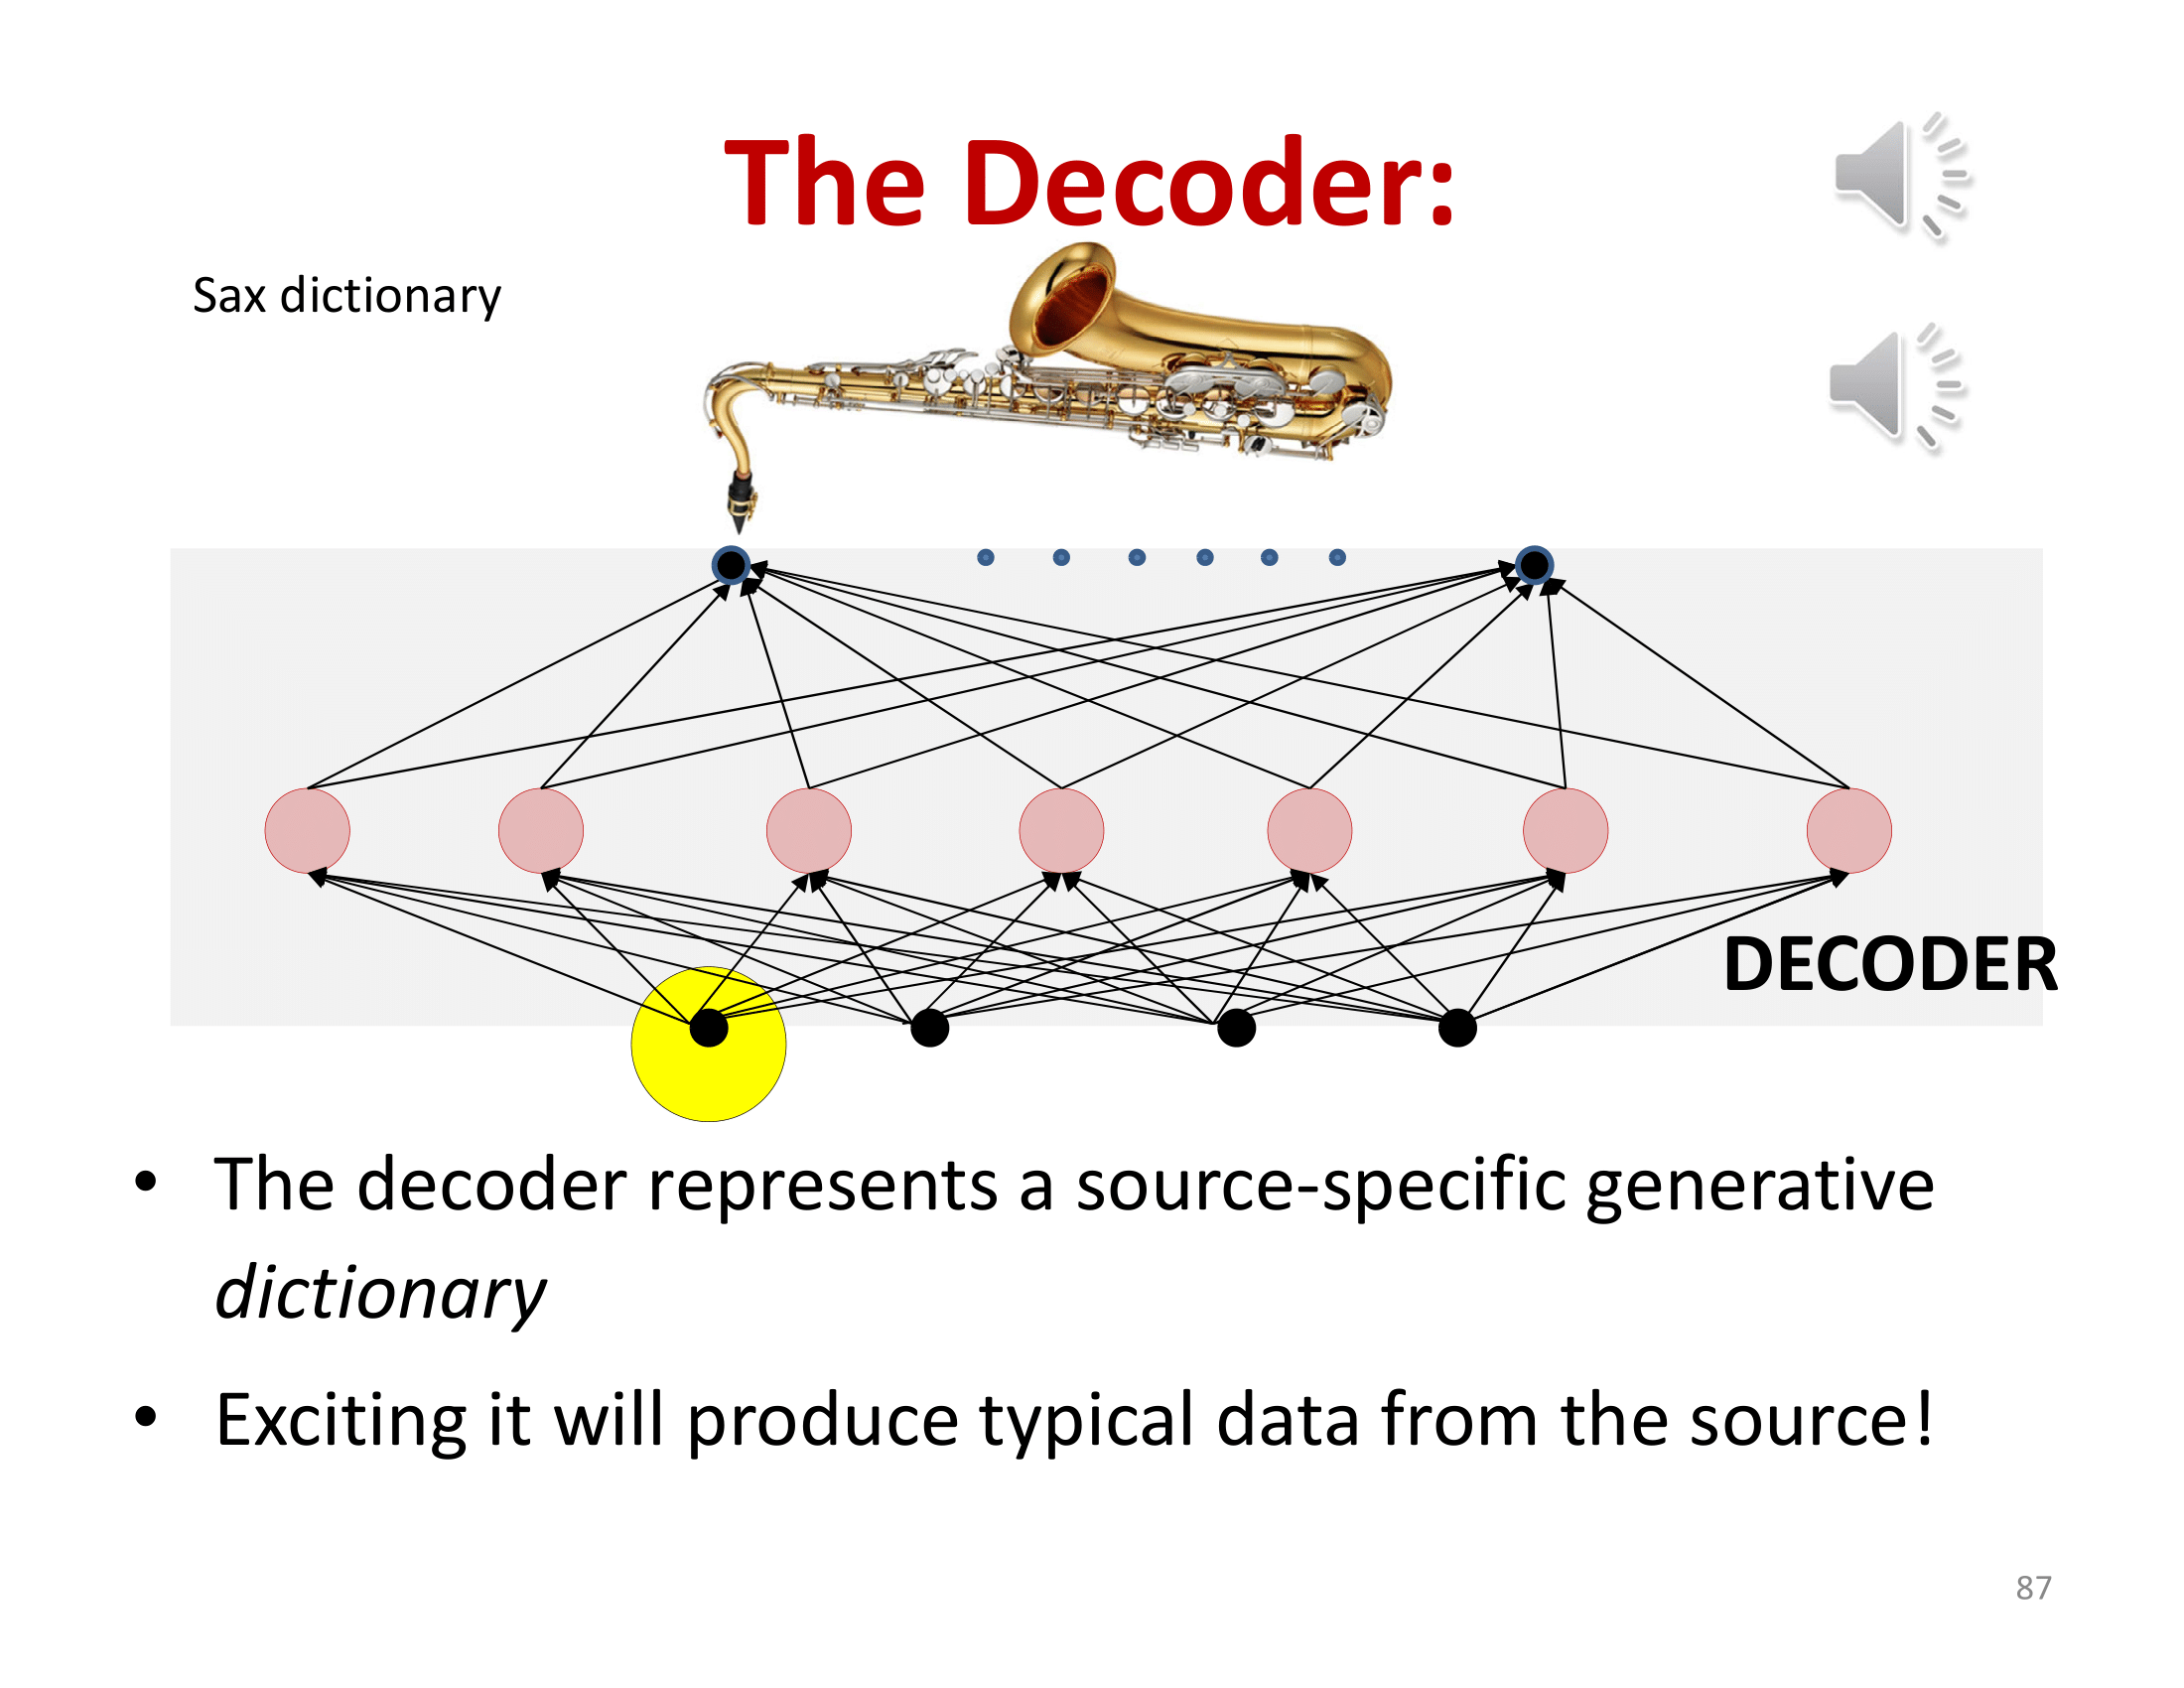 The Decoder:
Sax dictionary
DECODER
• The decoder represents a source-specific generative
dictionary
• Exciting it will produce typical data from the source!
87